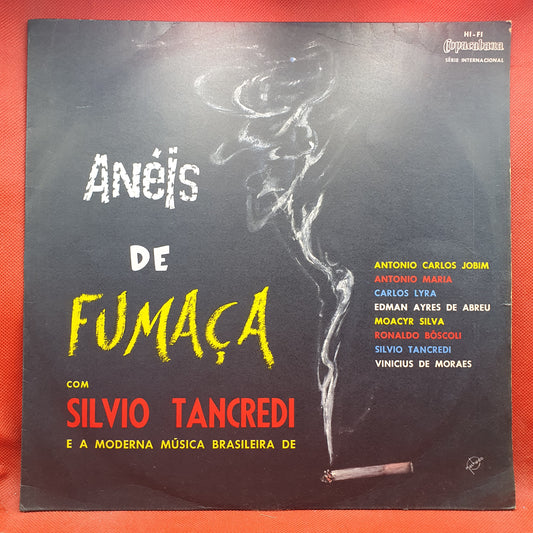 HI-FI
Copacabana
SÉRIE INTERNACIONAL
ANéIS
DE
FUMAÇA
COM
SILVIO TANCREDI
E A MODERNA MÚSICA BRASILEIRA DE
ANTONIO CARLOS JOBIM
ANTONIO MARIA
CARLOS LYRA
EDMAN AYRES DE ABREU
MOACYR SILVA
RONALDO BÔSCOLI
SILVIO TANCREDI
VINICIUS DE MORAES